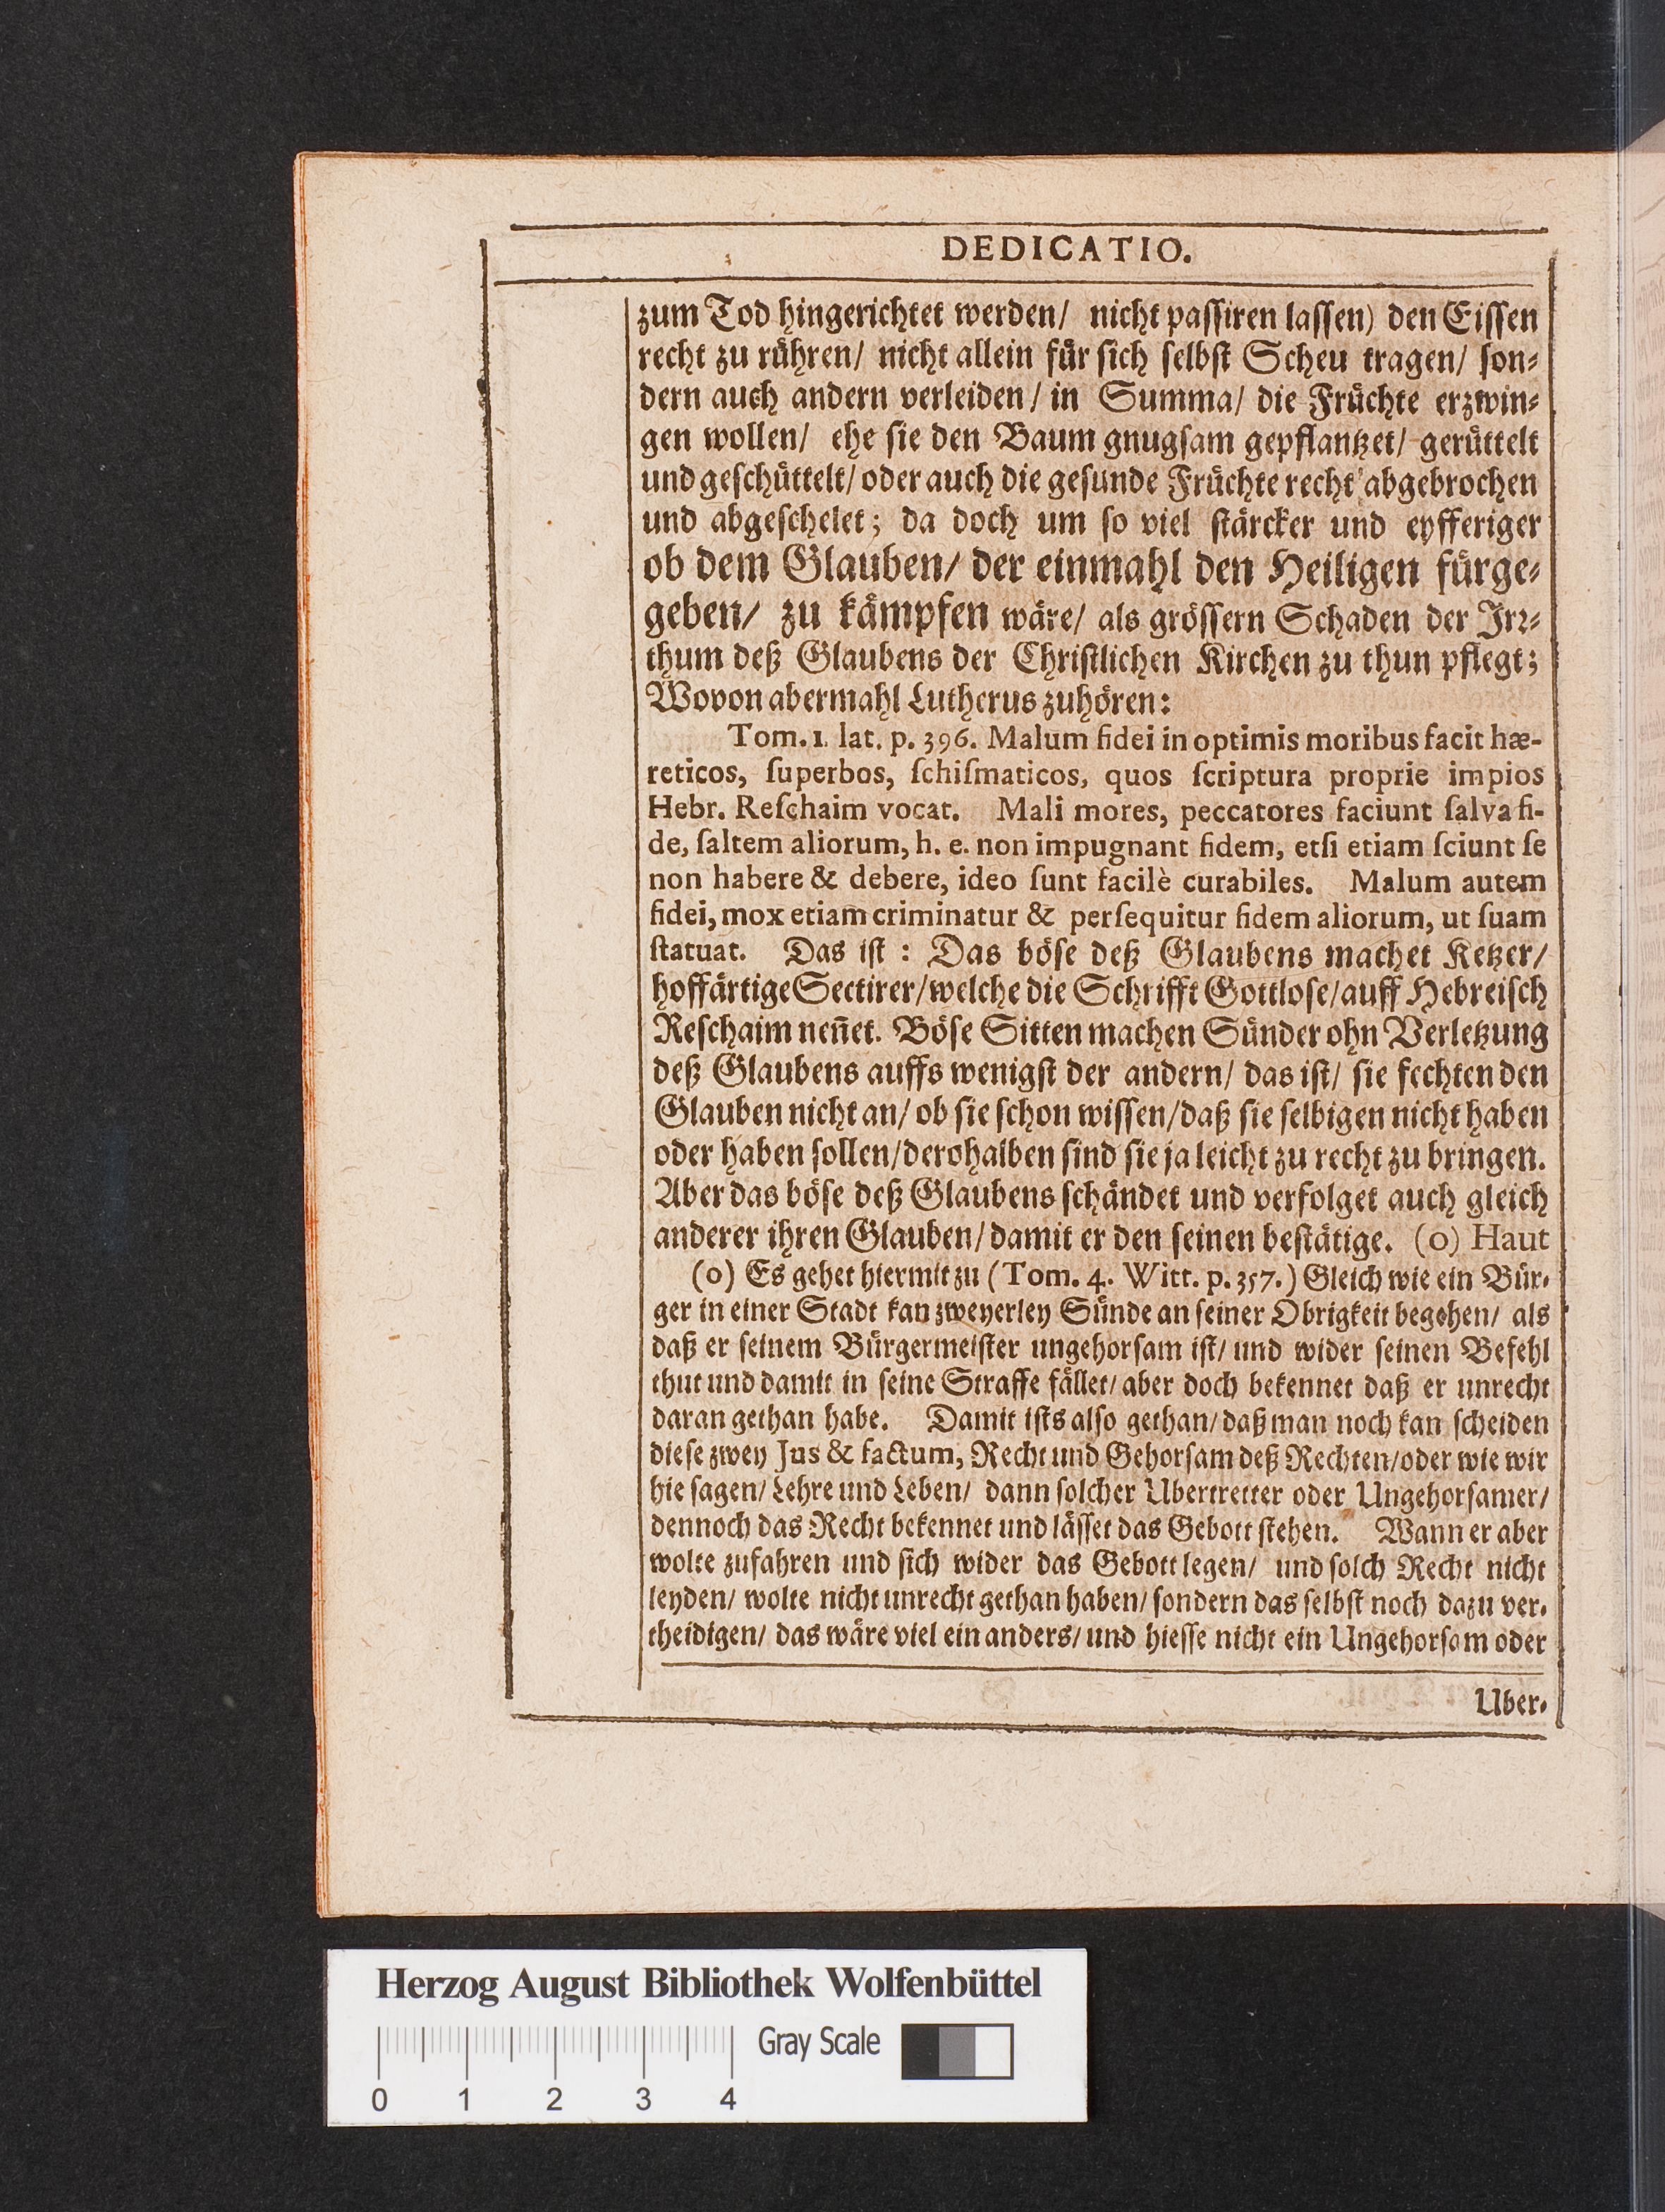 DEDICATIO.
zum Tod hingerichtet werden/ nicht paſſiren laſſen) den Eiſſen
recht zu rühren/ nicht allein für ſich ſelbſt Scheu tragen/ ſon-
dern auch andern verleiden/ in Summa/ die Früchte erzwin-
gen wollen/ ehe ſie den Baum gnugſam gepflantzet/ gerüttelt
und geſchüttelt/ oder auch die geſunde Früchte recht abgebrochen
und abgeſchelet; da doch um ſo viel ſtärcker und eyfferiger
ob dem Glauben/ der einmahl den Heiligen fürge-
geben/ zu kämpfen wäre/ als gröſſern Schaden der Irꝛ-
thum deß Glaubens der Chriſtlichen Kirchen zu thun pflegt;
Wovon abermahl Lutherus zuhören:
Tom. 1. lat. p. 396. Malum fidei in optimis moribus facit hæ-
reticos, ſuperbos, ſchiſmaticos, quos ſcriptura proprie impios
Hebr. Reſchaim vocat. Mali mores, peccatores faciunt ſalva fi-
de, ſaltem aliorum, h. e. non impugnant fidem, etſi etiam ſciunt ſe
non habere & debere, ideo ſunt facilè curabiles. Malum autem
fidei, mox etiam criminatur & perſequitur fidem aliorum, ut ſuam
ſtatuat. Das iſt : Das böſe deß Glaubens machet Ketzer/
hoffärtige Sectirer/ welche die Schrifft Gottloſe/ auff Hebreiſch
Reſchaim nen̄et. Böſe Sitten machen Sünder ohn Verletzung
deß Glaubens auffs wenigſt der andern/ das iſt/ ſie fechten den
Glauben nicht an/ ob ſie ſchon wiſſen/ daß ſie ſelbigen nicht haben
oder haben ſollen/ derohalben ſind ſie ja leicht zu recht zu bringen.
Aber das böſe deß Glaubens ſchändet und verfolget auch gleich
anderer ihren Glauben/ damit er den ſeinen beſtätige. (o) Haut
(o) Es gehet hiermit zu (Tom. 4. Witt. p. 357.) Gleich wie ein Bür-
ger in einer Stadt kan zweyerley Sünde an ſeiner Obrigkeit begehen/ als
daß er ſeinem Bürgermeiſter ungehorſam iſt/ und wider ſeinen Befehl
thut und damit in ſeine Straffe fället/ aber doch bekennet daß er unrecht
daran gethan habe. Damit iſts alſo gethan/ daß man noch kan ſcheiden
dieſe zwey Jus & factum, Recht und Gehorſam deß Rechten/ oder wie wir
hie ſagen/ Lehre und Leben/ dann ſolcher Ubertretter oder Ungehorſamer/
dennoch das Recht bekennet und läſſet das Gebott ſtehen. Wann er aber
wolte zufahren und ſich wider das Gebott legen/ und ſolch Recht nicht
leyden/ wolte nicht unrecht gethan haben/ ſondern das ſelbſt noch dazu ver-
theidigen/ das wäre viel ein anders/ und hieſſe nicht ein Ungehorſam oder
Uber-
Herzog August Bibliothek Wolfenbüttel
Gray Scale
0 1 2 3 4